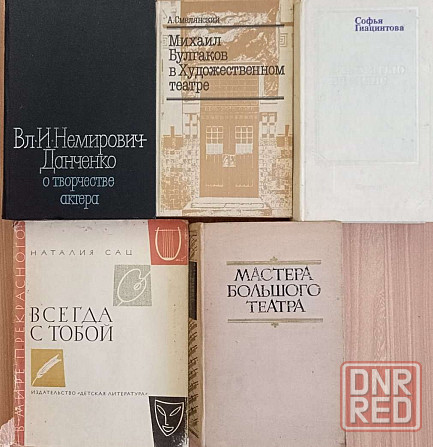 Вл·И·Немирович-
Данченко
о творчестве
актера
А. Смелянский
Михаил
Булгаков
в Художественном
театре
Софья
Гиацинтова
В МИРЕ ПРЕКРАСНОГО
НАТАЛИЯ САЦ
ВСЕГДА
С ТОБОЙ
ИЗДАТЕЛЬСТВО «ДЕТСКАЯ ЛИТЕРАТУРА»
МАСТЕРА
БОЛЬШОГО
ТЕАТРА
DNR
RED